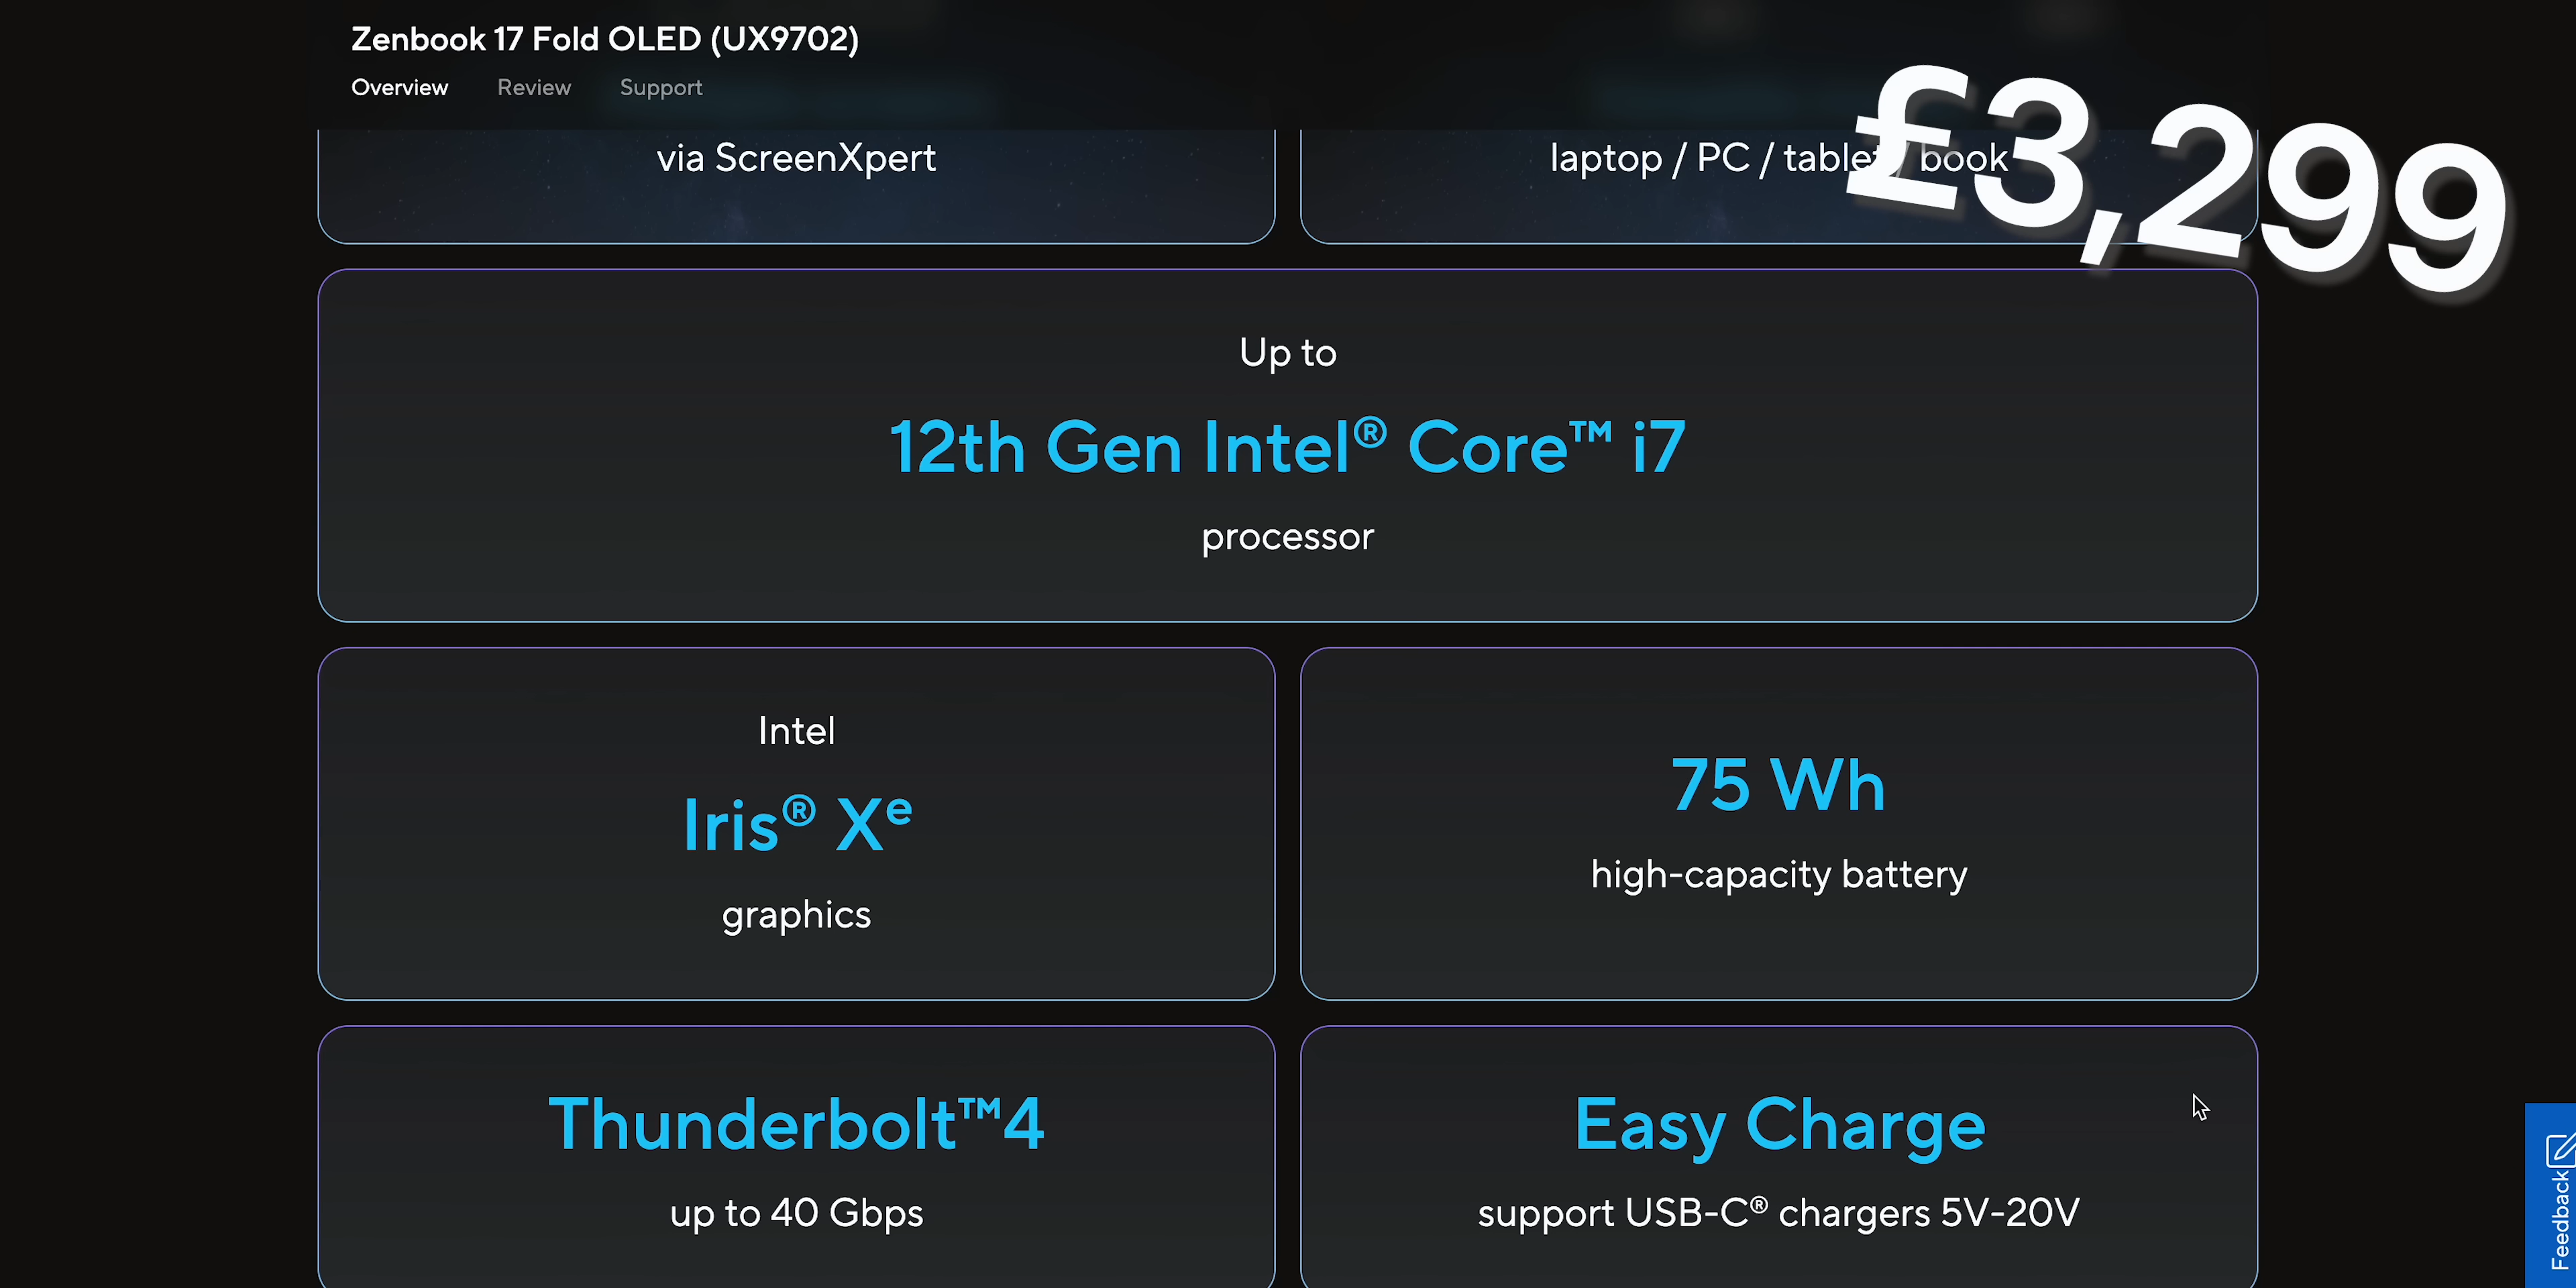 Zenbook 17 Fold OLED (UX9702)
Overview Review Support
£3,299
via ScreenXpert
laptop / PC / tablet / book
Up to
12th Gen Intel® Core™ i7
processor
Intel
Iris® Xᵉ
graphics
75 Wh
high-capacity battery
Thunderbolt™4
up to 40 Gbps
Easy Charge
support USB-C® chargers 5V-20V
Feedback